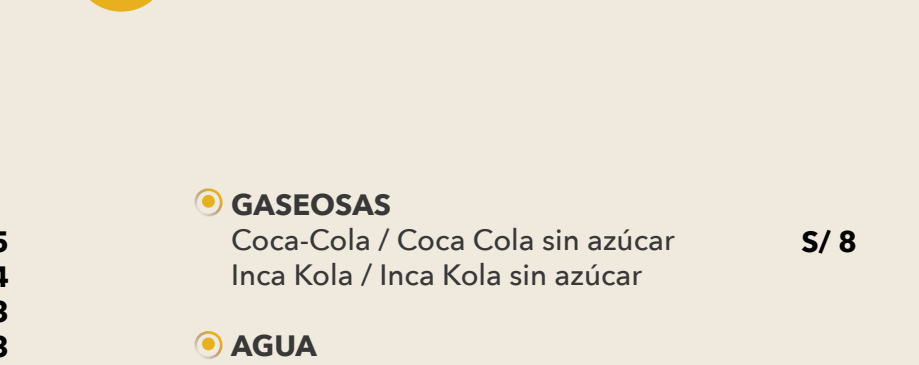 GASEOSAS
Coca-Cola / Coca Cola sin azúcar S/ 8
Inca Kola / Inca Kola sin azúcar
AGUA